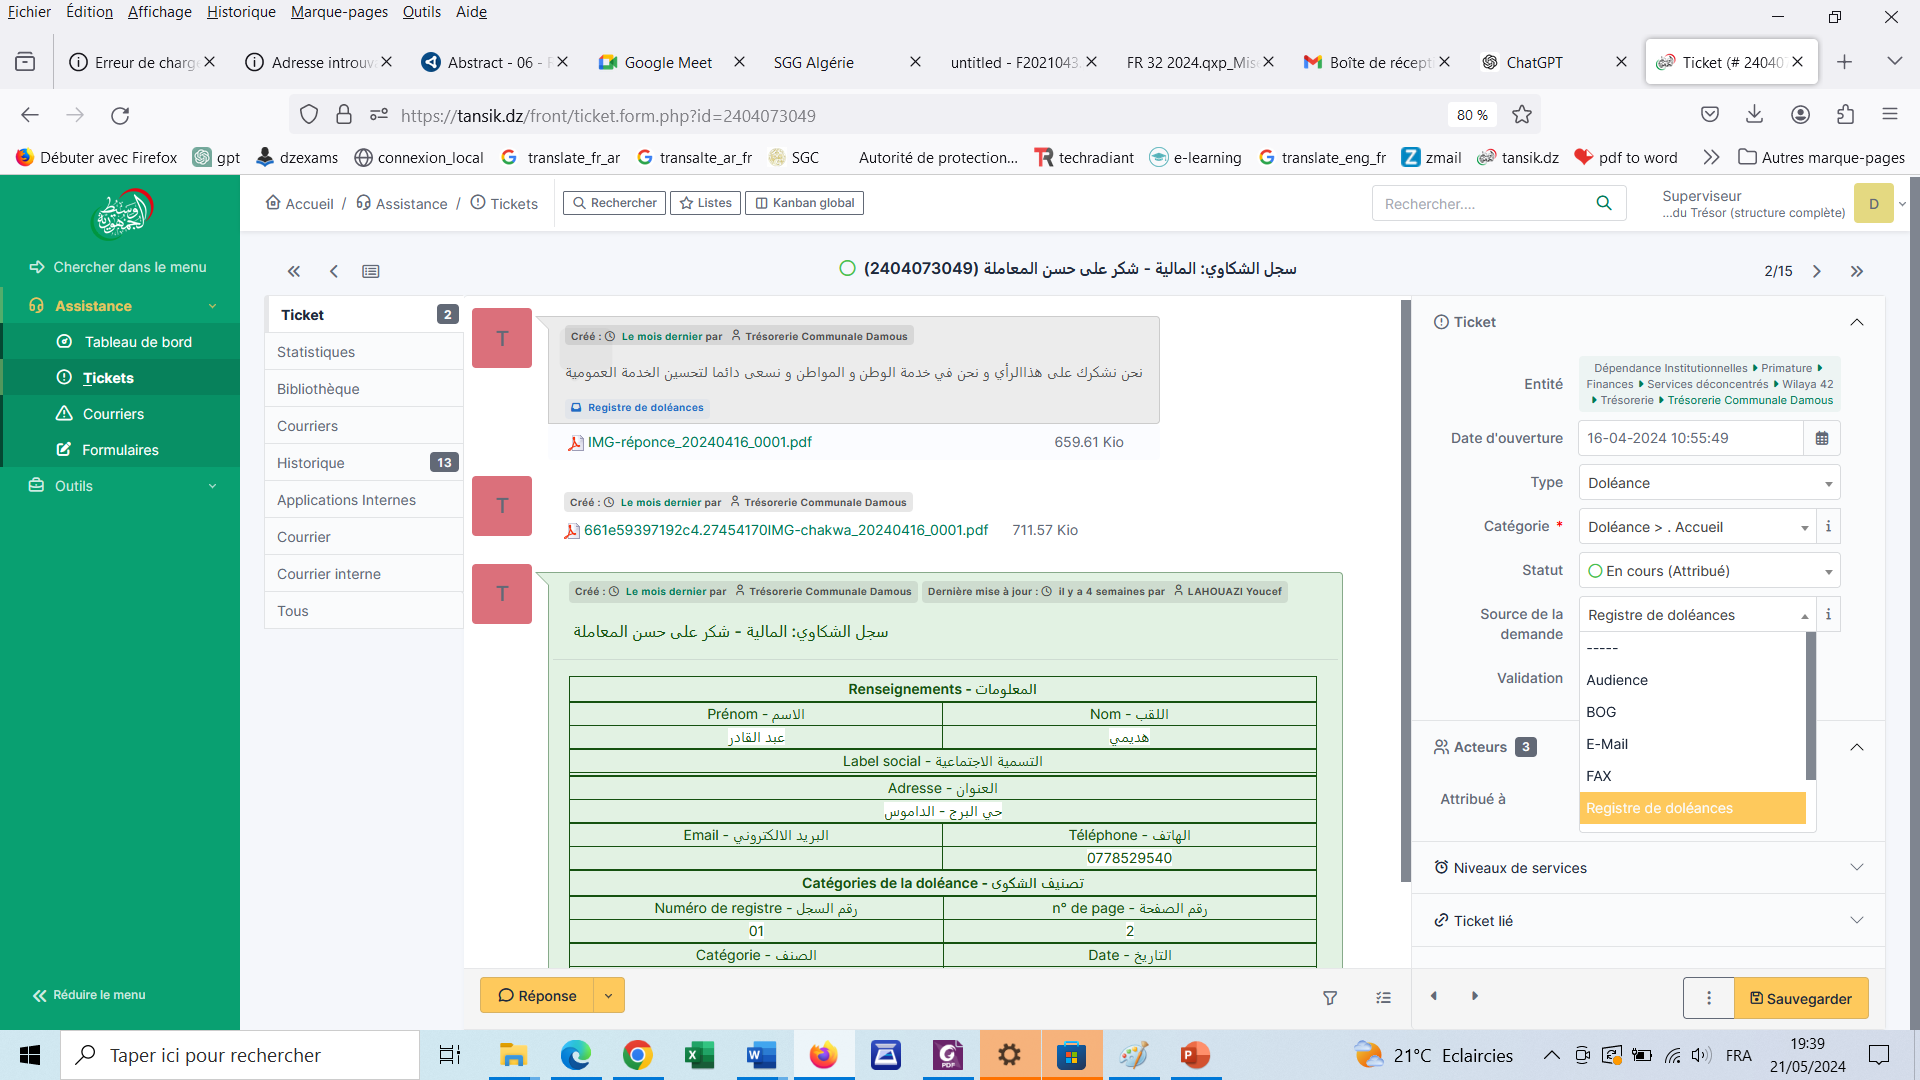 Fichier Édition Affichage Historique Marque-pages Outils Aide
Erreur de charge
Adresse introuv
Abstract - 06 - F
Google Meet
SGG Algérie
untitled - F2021043
FR 32 2024.qxp_Mis
Boîte de récept
ChatGPT
Ticket (# 24040
https://tansik.dz/front/ticket.form.php?id=2404073049
80 %
Débuter avec Firefox gpt dzexams connexion_local translate_fr_ar transalte_ar_fr SGC Autorité de protection... techradiant e-learning translate_eng_fr zmail tansik.dz pdf to word Autres marque-pages
Accueil / Assistance / Tickets
Rechercher Listes Kanban global
Rechercher....
Superviseur
...du Trésor (structure complète)
D
Chercher dans le menu
Assistance
Tableau de bord
Tickets
Courriers
Formulaires
Outils
Réduire le menu
سجل الشكاوي: المالية - شكر على حسن المعاملة (2404073049)
2/15
Ticket 2
Statistiques
Bibliothèque
Courriers
Historique 13
Applications Internes
Courrier
Courrier interne
Tous
T
Créé : Le mois dernier par Trésorerie Communale Damous
نحن نشكرك على هذاالرأي و نحن في خدمة الوطن و المواطن و نسعى دائما لتحسين الخدمة العمومية
Registre de doléances
IMG-réponce_20240416_0001.pdf 659.61 Kio
T
Créé : Le mois dernier par Trésorerie Communale Damous
661e59397192c4.27454170IMG-chakwa_20240416_0001.pdf 711.57 Kio
T
Créé : Le mois dernier par Trésorerie Communale Damous Dernière mise à jour : il y a 4 semaines par LAHOUAZI Youcef
سجل الشكاوي: المالية - شكر على حسن المعاملة
Renseignements - المعلومات
Prénom - الاسم Nom - اللقب
عبد القادر هديمي
Label social - التسمية الاجتماعية
Adresse - العنوان
حي البرج - الداموس
Email - البريد الالكتروني Téléphone - الهاتف
0778529540
Catégories de la doléance - تصنيف الشكوى
Numéro de registre - رقم السجل n° de page - رقم الصفحة
01 2
Catégorie - الصنف Date - التاريخ
Réponse
Ticket
Entité
Dépendance Institutionnelles Primature
Finances Services déconcentrés Wilaya 42
Trésorerie Trésorerie Communale Damous
Date d'ouverture 16-04-2024 10:55:49
Type Doléance
Catégorie * Doléance > . Accueil i
Statut En cours (Attribué)
Source de la demande Registre de doléances i
-----
Audience
BOG
E-Mail
FAX
Registre de doléances
Validation
Acteurs 3
Attribué à
Niveaux de services
Ticket lié
Sauvegarder
Taper ici pour rechercher
21°C Eclaircies
FRA
19:39
21/05/2024